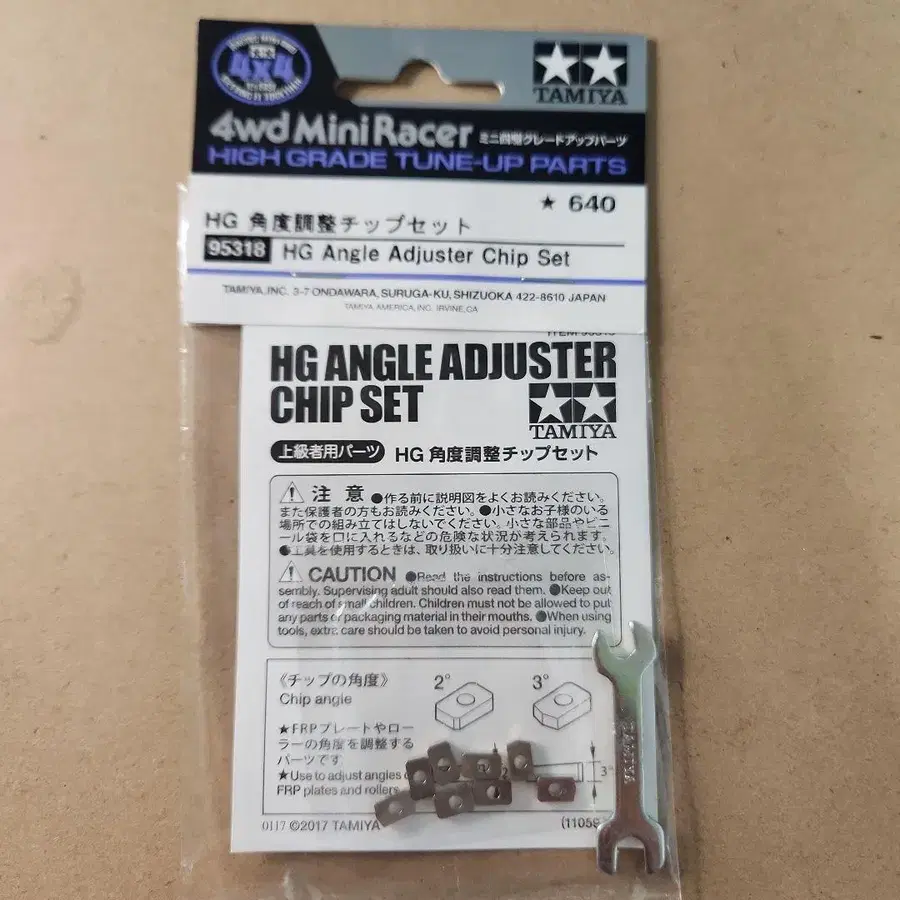 4x4
TAMIYA
4wd Mini Racer ミニ四駆グレードアップパーツ
HIGH GRADE TUNE-UP PARTS
★ 640
HG 角度調整チップセット
95318 HG Angle Adjuster Chip Set
TAMIYA, INC. 3-7 ONDAWARA, SURUGA-KU, SHIZUOKA 422-8610 JAPAN
TAMIYA AMERICA, INC. IRVINE, CA
HG ANGLE ADJUSTER
CHIP SET
TAMIYA
上級者用パーツ HG 角度調整チップセット
注意 ●作る前に説明図をよくお読みください。
また保護者の方もお読みください。●小さなお子様のいる
場所での組み立てはしないでください。小さな部品やビニ
ール袋を口に入れるなどの危険な状況が考えられます。
●工具を使用するときは、取り扱いに十分注意してください。
CAUTION ●Read the instructions before as-
sembly. Supervising adult should also read them. ●Keep out
of reach of small children. Children must not be allowed to put
any parts or packaging material in their mouths. ●When using
tools, extra care should be taken to avoid personal injury.
《チップの角度》
Chip angle
2° 3°
★FRPプレートやロー
ラーの角度を調整する
パーツです
★Use to adjust angles
FRP plates and rollers.
3°
0117 ©2017 TAMIYA
TAMIYA